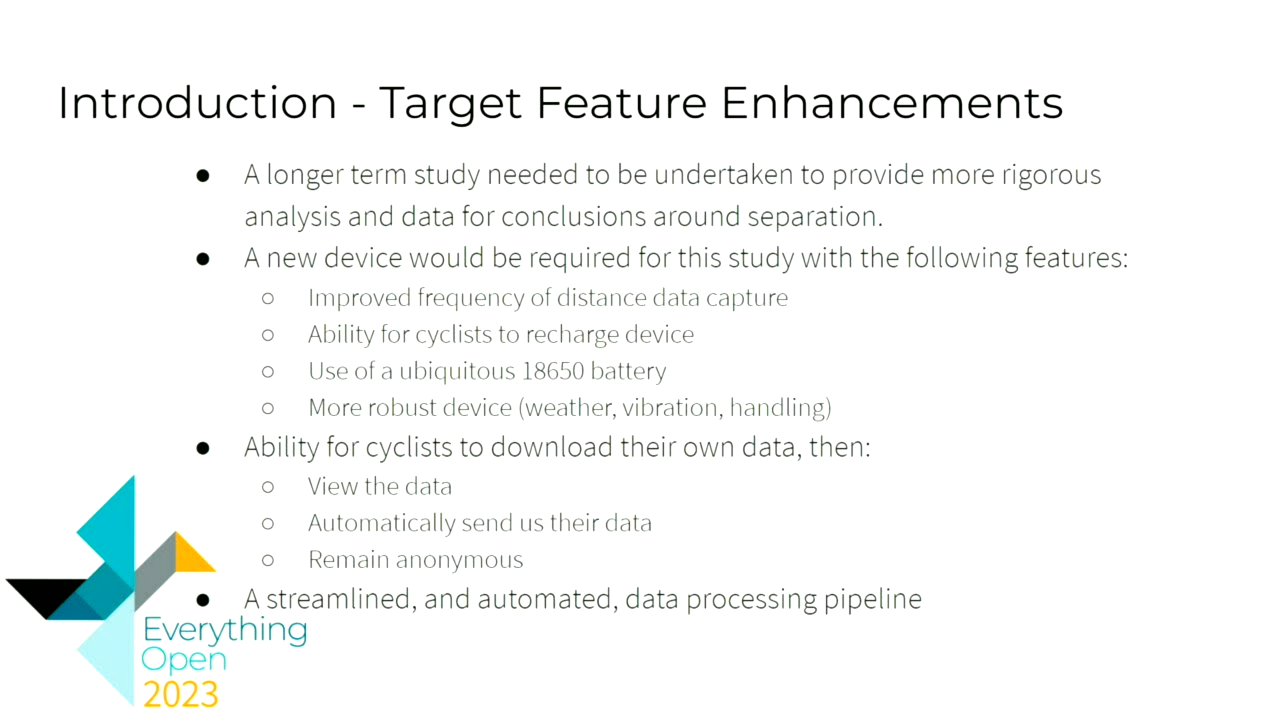 Introduction - Target Feature Enhancements
● A longer term study needed to be undertaken to provide more rigorous
analysis and data for conclusions around separation.
● A new device would be required for this study with the following features:
○ Improved frequency of distance data capture
○ Ability for cyclists to recharge device
○ Use of a ubiquitous 18650 battery
○ More robust device (weather, vibration, handling)
● Ability for cyclists to download their own data, then:
○ View the data
○ Automatically send us their data
○ Remain anonymous
● A streamlined, and automated, data processing pipeline
Everything
Open
2023